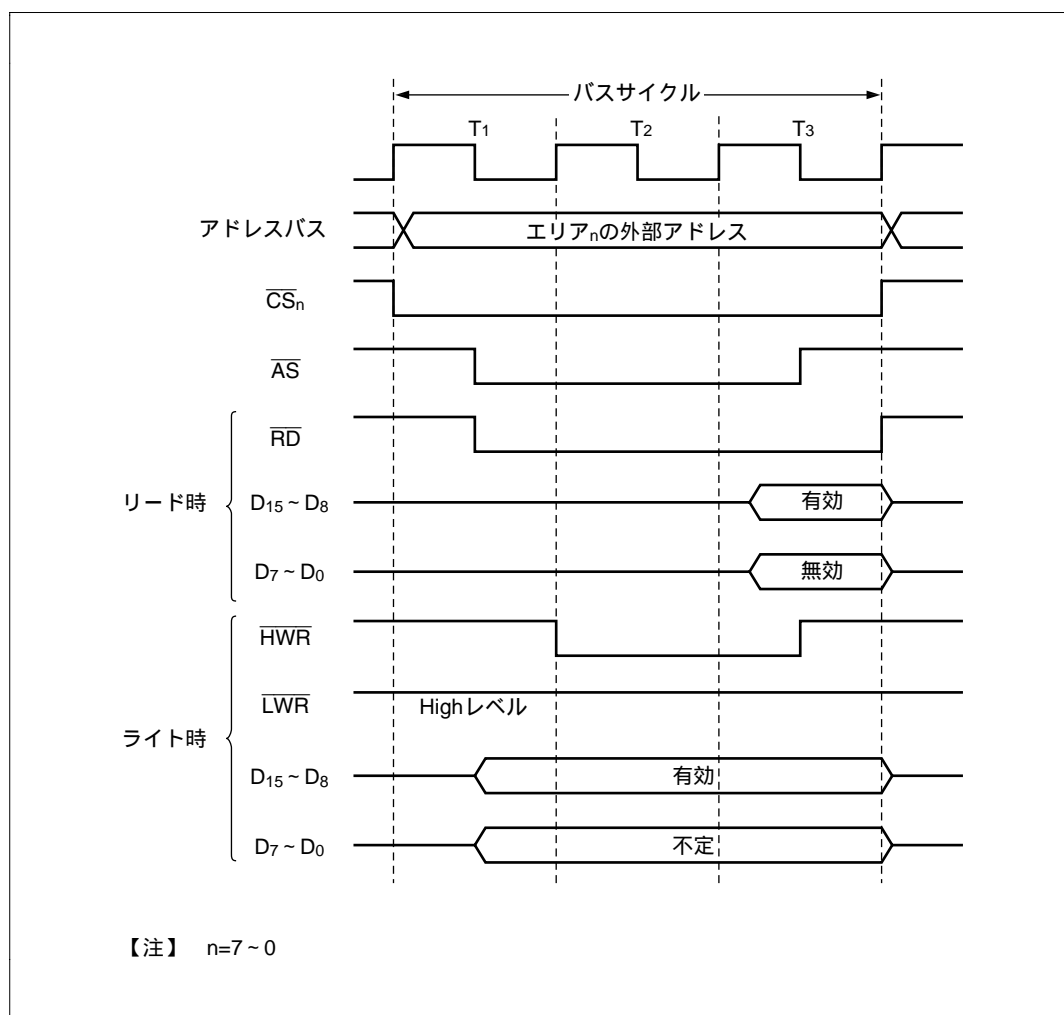 バスサイクル
T1 T2 T3
アドレスバス エリアnの外部アドレス
CSn
AS
リード時
RD
D15~D8 有効
D7~D0 無効
ライト時
HWR
LWR Highレベル
D15~D8 有効
D7~D0 不定
【注】 n=7~0